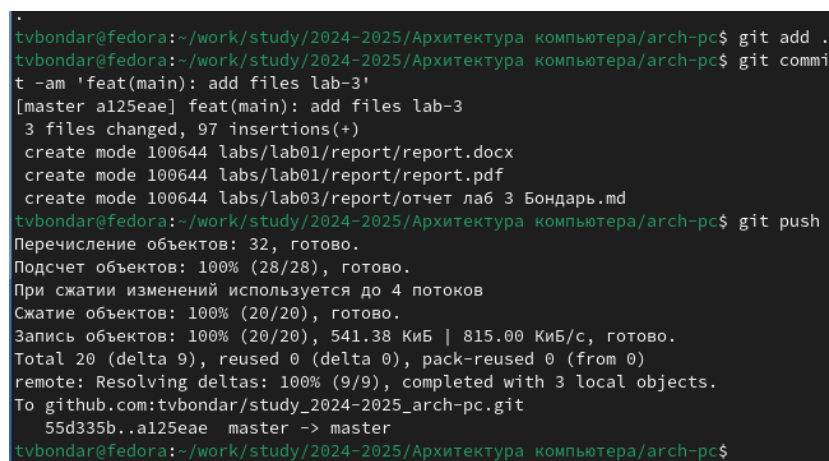 .
tvbondar@fedora:~/work/study/2024-2025/Архитектура компьютера/arch-pc$ git add .
tvbondar@fedora:~/work/study/2024-2025/Архитектура компьютера/arch-pc$ git commi
t -am 'feat(main): add files lab-3'
[master a125eae] feat(main): add files lab-3
 3 files changed, 97 insertions(+)
 create mode 100644 labs/lab01/report/report.docx
 create mode 100644 labs/lab01/report/report.pdf
 create mode 100644 labs/lab03/report/отчет лаб 3 Бондарь.md
tvbondar@fedora:~/work/study/2024-2025/Архитектура компьютера/arch-pc$ git push
Перечисление объектов: 32, готово.
Подсчет объектов: 100% (28/28), готово.
При сжатии изменений используется до 4 потоков
Сжатие объектов: 100% (20/20), готово.
Запись объектов: 100% (20/20), 541.38 КиБ | 815.00 КиБ/с, готово.
Total 20 (delta 9), reused 0 (delta 0), pack-reused 0 (from 0)
remote: Resolving deltas: 100% (9/9), completed with 3 local objects.
To github.com:tvbondar/study_2024-2025_arch-pc.git
   55d335b..a125eae  master -> master
tvbondar@fedora:~/work/study/2024-2025/Архитектура компьютера/arch-pc$